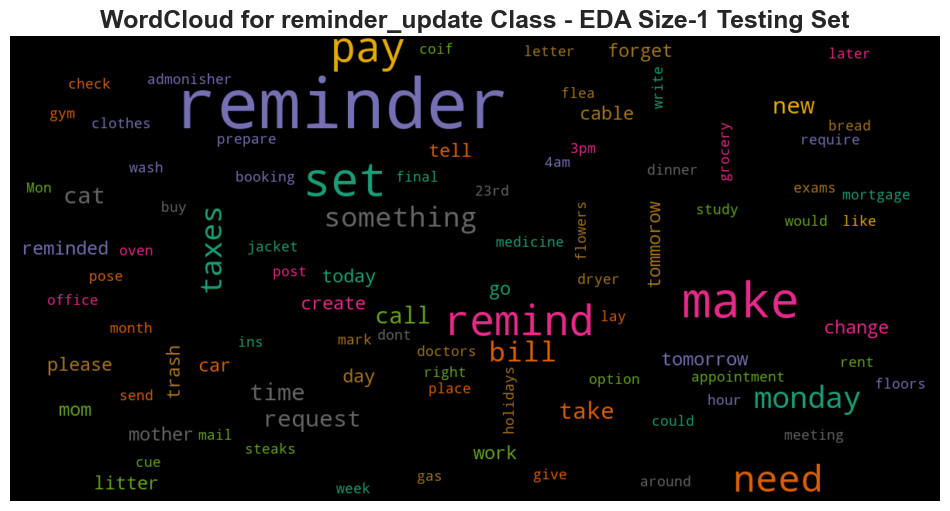 WordCloud for reminder_update Class - EDA Size-1 Testing Set
pay coif letter forget later
check admonisher reminder flea cable write new
gym clothes prepare tell 3pm 4am grocery bread require
wash booking set final 23rd dinner exams mortgage
Mon cat buy something flowers tommorow study would like
reminded oven taxes jacket medicine
pose post today go dryer make
office create call remind lay change
month ins mark dont bill tomorrow rent
please trash car day doctors right option appointment floors
send time place holidays hour monday
mom request take could
mother mail steaks work meeting
cue
litter week gas give around need